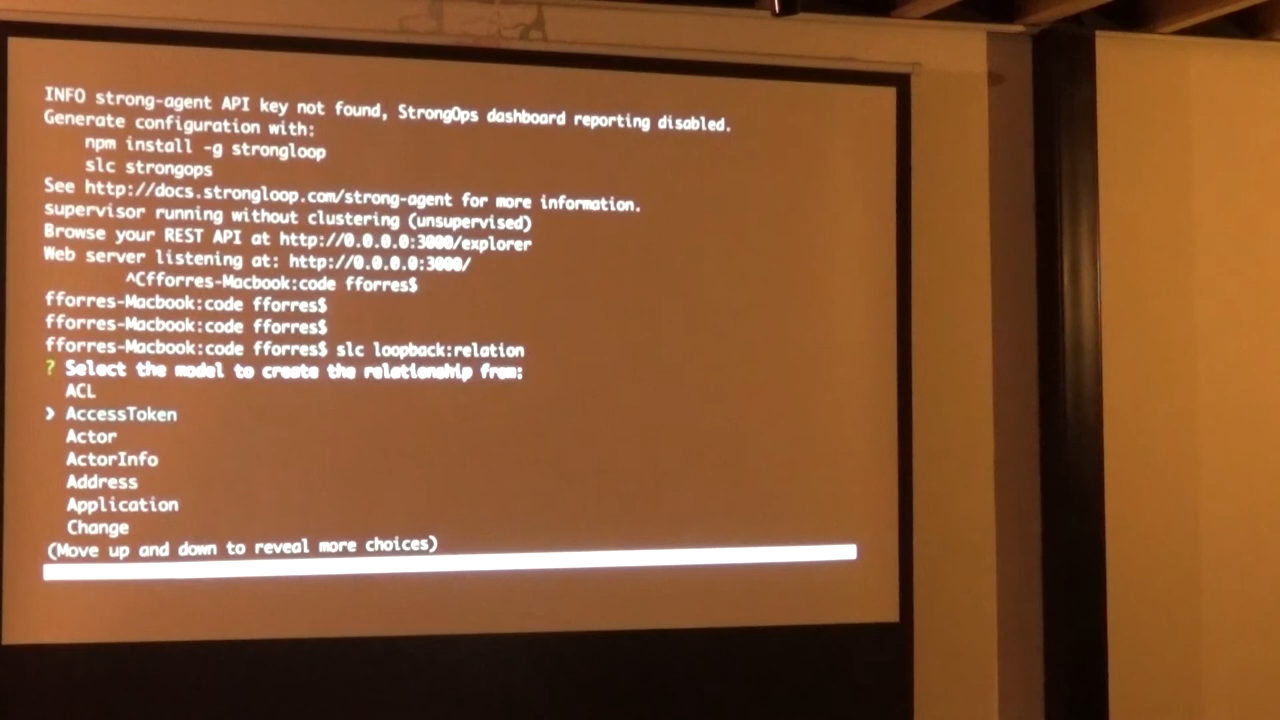 INFO strong-agent API key not found, StrongOps dashboard reporting disabled.
Generate configuration with:
npm install -g strongloop
slc strongops
See http://docs.strongloop.com/strong-agent for more information.
supervisor running without clustering (unsupervised)
Browse your REST API at http://0.0.0.0:3000/explorer
Web server listening at: http://0.0.0.0:3000/
^Cfforres-Macbook:code fforres$
fforres-Macbook:code fforres$
fforres-Macbook:code fforres$
fforres-Macbook:code fforres$ slc loopback:relation
? Select the model to create the relationship from:
ACL
❯ AccessToken
Actor
ActorInfo
Address
Application
Change
(Move up and down to reveal more choices)